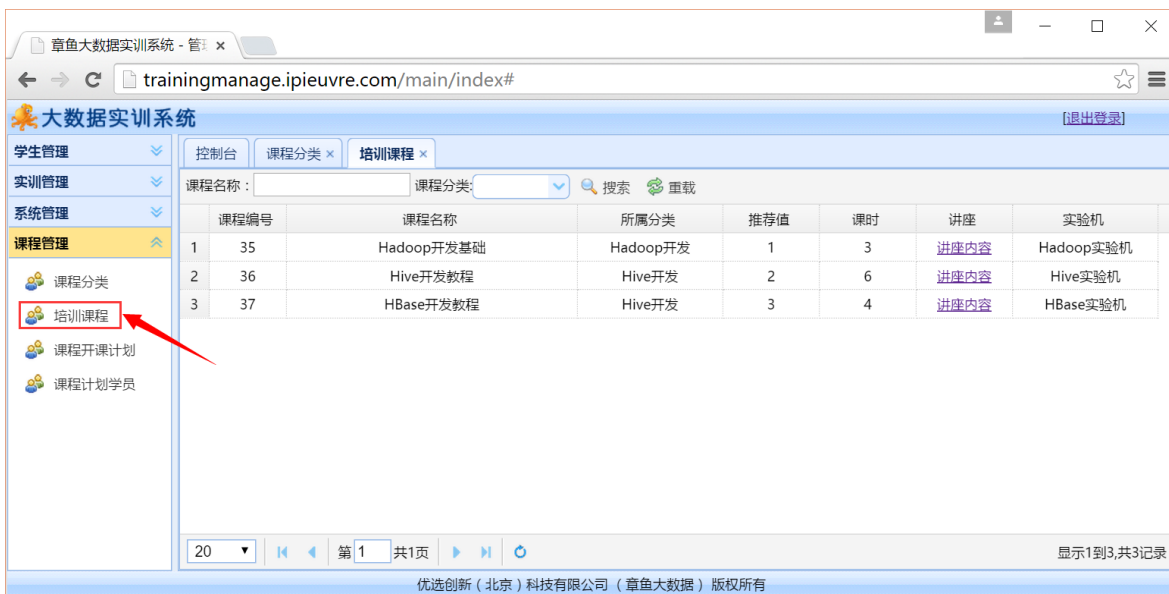 章鱼大数据实训系统 - 管
trainingmanage.ipieuvre.com/main/index#
大数据实训系统 [退出登录]
学生管理
实训管理
系统管理
课程管理
课程分类
培训课程
课程开课计划
课程计划学员
控制台 课程分类 × 培训课程 ×
课程名称： 课程分类: 搜索 重载
课程编号 课程名称 所属分类 推荐值 课时 讲座 实验机
1 35 Hadoop开发基础 Hadoop开发 1 3 讲座内容 Hadoop实验机
2 36 Hive开发教程 Hive开发 2 6 讲座内容 Hive实验机
3 37 HBase开发教程 Hive开发 3 4 讲座内容 HBase实验机
20 第 1 共1页 显示1到3,共3记录
优选创新（北京）科技有限公司（章鱼大数据） 版权所有